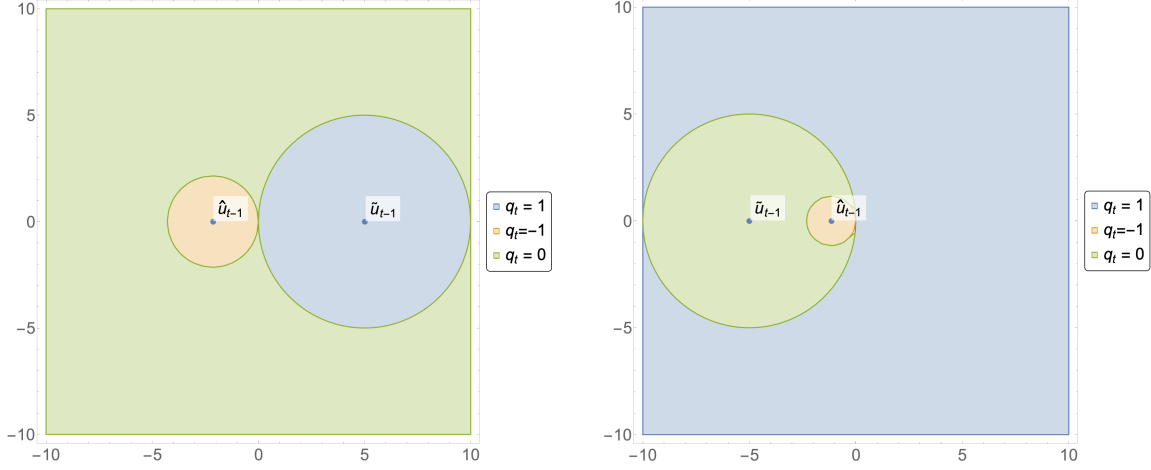 10
5
0
−5
−10
−10 −5 0 5 10
û_{t−1}
ũ_{t−1}
q_t = 1
q_t=−1
q_t = 0
10
5
0
−5
−10
−10 −5 0 5 10
ũ_{t−1}
û_{t−1}
q_t = 1
q_t=−1
q_t = 0